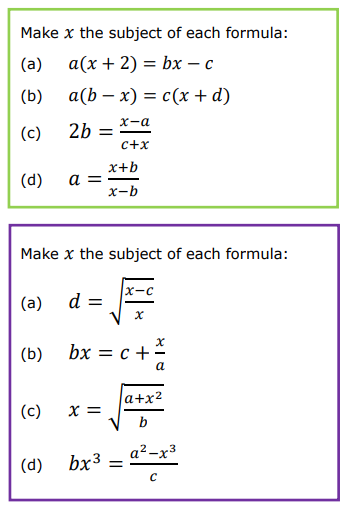 Make x the subject of each formula:
(a) a(x + 2) = bx − c
(b) a(b − x) = c(x + d)
(c) 2b = \frac{x−a}{c+x}
(d) a = \frac{x+b}{x−b}
Make x the subject of each formula:
(a) d = \sqrt{\frac{x−c}{x}}
(b) bx = c + \frac{x}{a}
(c) x = \sqrt{\frac{a+x^2}{b}}
(d) bx^3 = \frac{a^2−x^3}{c}